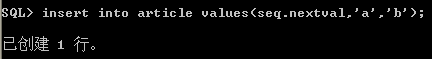 SQL> insert into article values(seq.nextval,'a','b');
已创建 1 行。